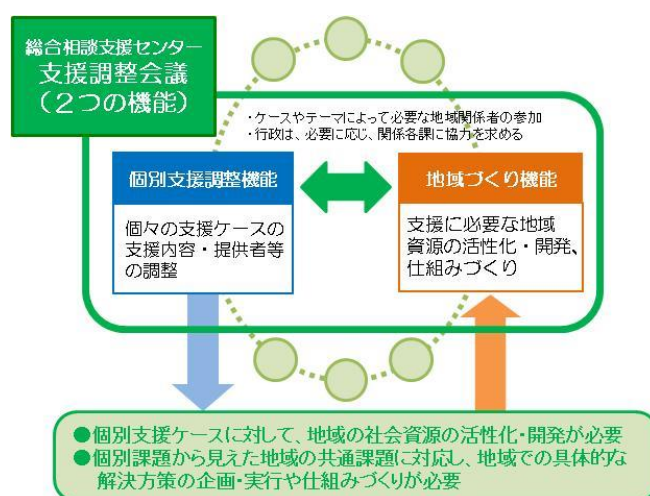 総合相談支援センター
支援調整会議
(2つの機能)
・ケースやテーマによって必要な地域関係者の参加
・行政は、必要に応じ、関係各課に協力を求める
個別支援調整機能
個々の支援ケースの
支援内容・提供者等
の調整
地域づくり機能
支援に必要な地域
資源の活性化・開発、
仕組みづくり
●個別支援ケースに対して、地域の社会資源の活性化・開発が必要
●個別課題から見えた地域の共通課題に対応し、地域での具体的な
解決方策の企画・実行や仕組みづくりが必要